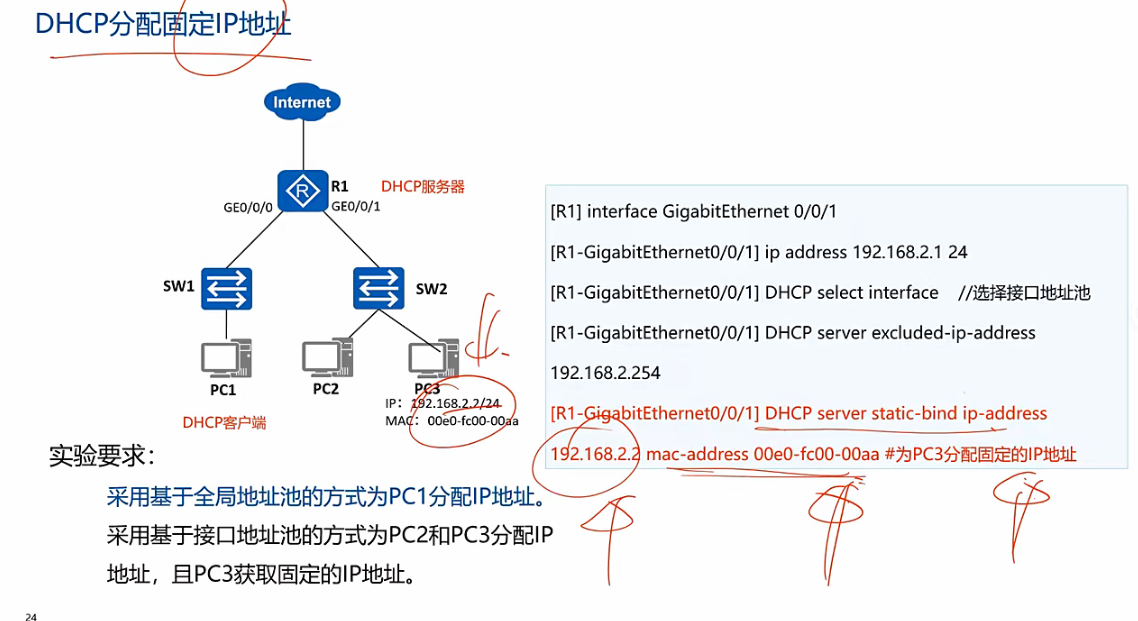 DHCP分配固定IP地址
Internet
R1
DHCP服务器
GE0/0/0
GE0/0/1
SW1
SW2
PC1
PC2
PC3
IP：192.168.2.2/24
MAC：00e0-fc00-00aa
DHCP客户端
[R1] interface GigabitEthernet 0/0/1
[R1-GigabitEthernet0/0/1] ip address 192.168.2.1 24
[R1-GigabitEthernet0/0/1] DHCP select interface //选择接口地址池
[R1-GigabitEthernet0/0/1] DHCP server excluded-ip-address
192.168.2.254
[R1-GigabitEthernet0/0/1] DHCP server static-bind ip-address
192.168.2.2 mac-address 00e0-fc00-00aa #为PC3分配固定的IP地址
实验要求：
采用基于全局地址池的方式为PC1分配IP地址。
采用基于接口地址池的方式为PC2和PC3分配IP
地址，且PC3获取固定的IP地址。
24